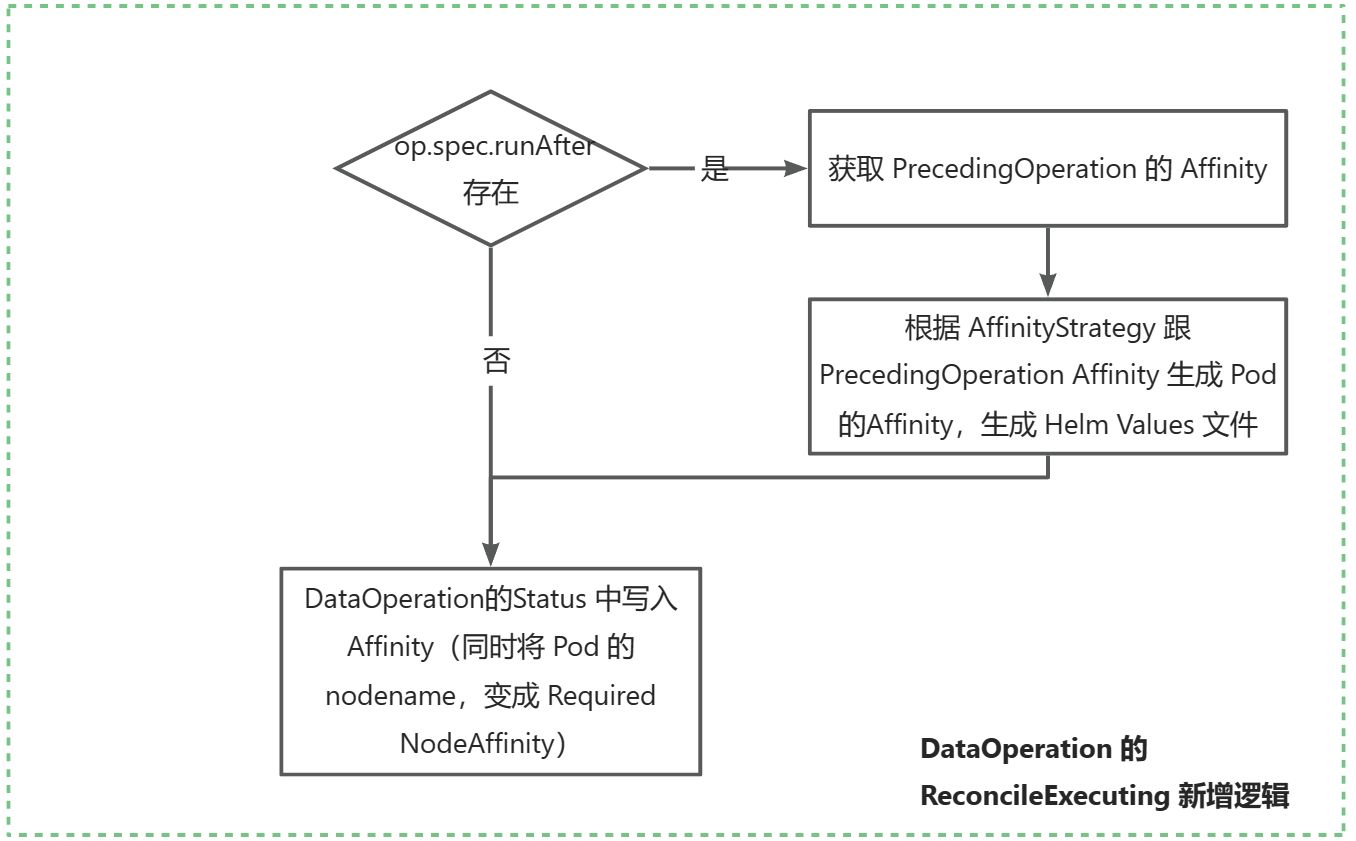 op.spec.runAfter
存在
是
获取 PrecedingOperation 的 Affinity
根据 AffinityStrategy 跟
PrecedingOperation Affinity 生成 Pod
的Affinity，生成 Helm Values 文件
否
DataOperation的Status 中写入
Affinity（同时将 Pod 的
nodename，变成 Required
NodeAffinity）
DataOperation 的
ReconcileExecuting 新增逻辑